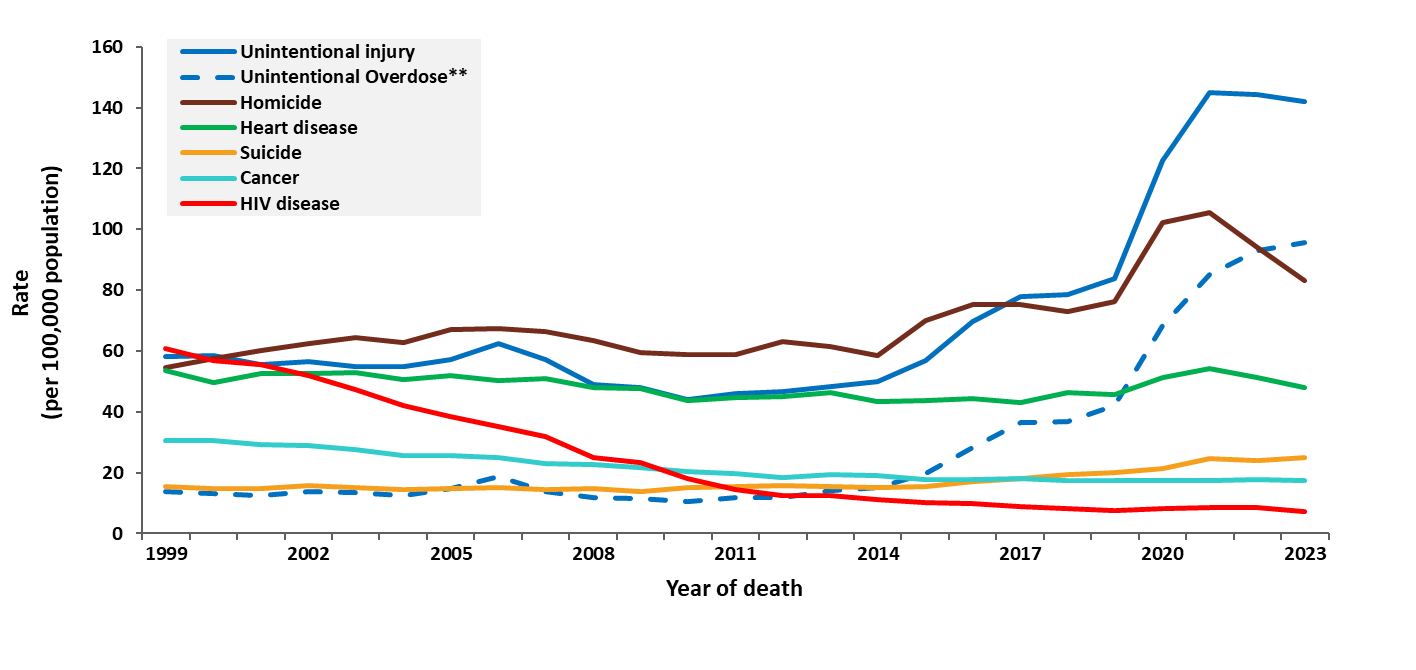 160
140
120
100
80
60
40
20
0
Rate
(per 100,000 population)
Unintentional injury
Unintentional Overdose**
Homicide
Heart disease
Suicide
Cancer
HIV disease
1999 2002 2005 2008 2011 2014 2017 2020 2023
Year of death